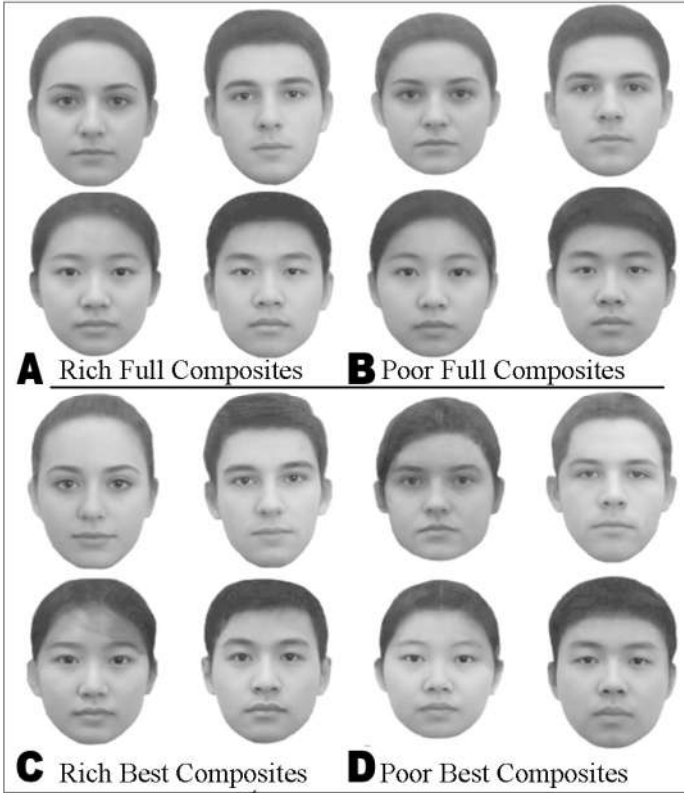 A Rich Full Composites
B Poor Full Composites
C Rich Best Composites
D Poor Best Composites